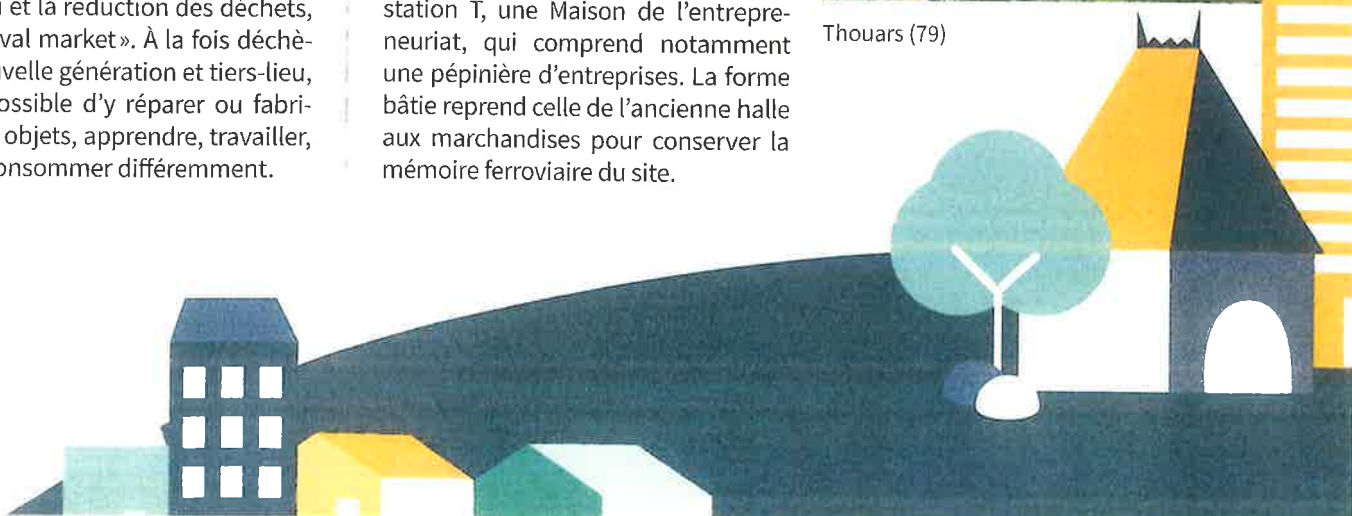 et la réduction des déchets,
val market». À la fois déchè-
velle génération et tiers-lieu,
ossible d'y réparer ou fabri-
objets, apprendre, travailler,
onsommer différemment.
station T, une Maison de l'entrepre-
neuriat, qui comprend notamment
une pépinière d'entreprises. La forme
bâtie reprend celle de l'ancienne halle
aux marchandises pour conserver la
mémoire ferroviaire du site.
Thouars (79)